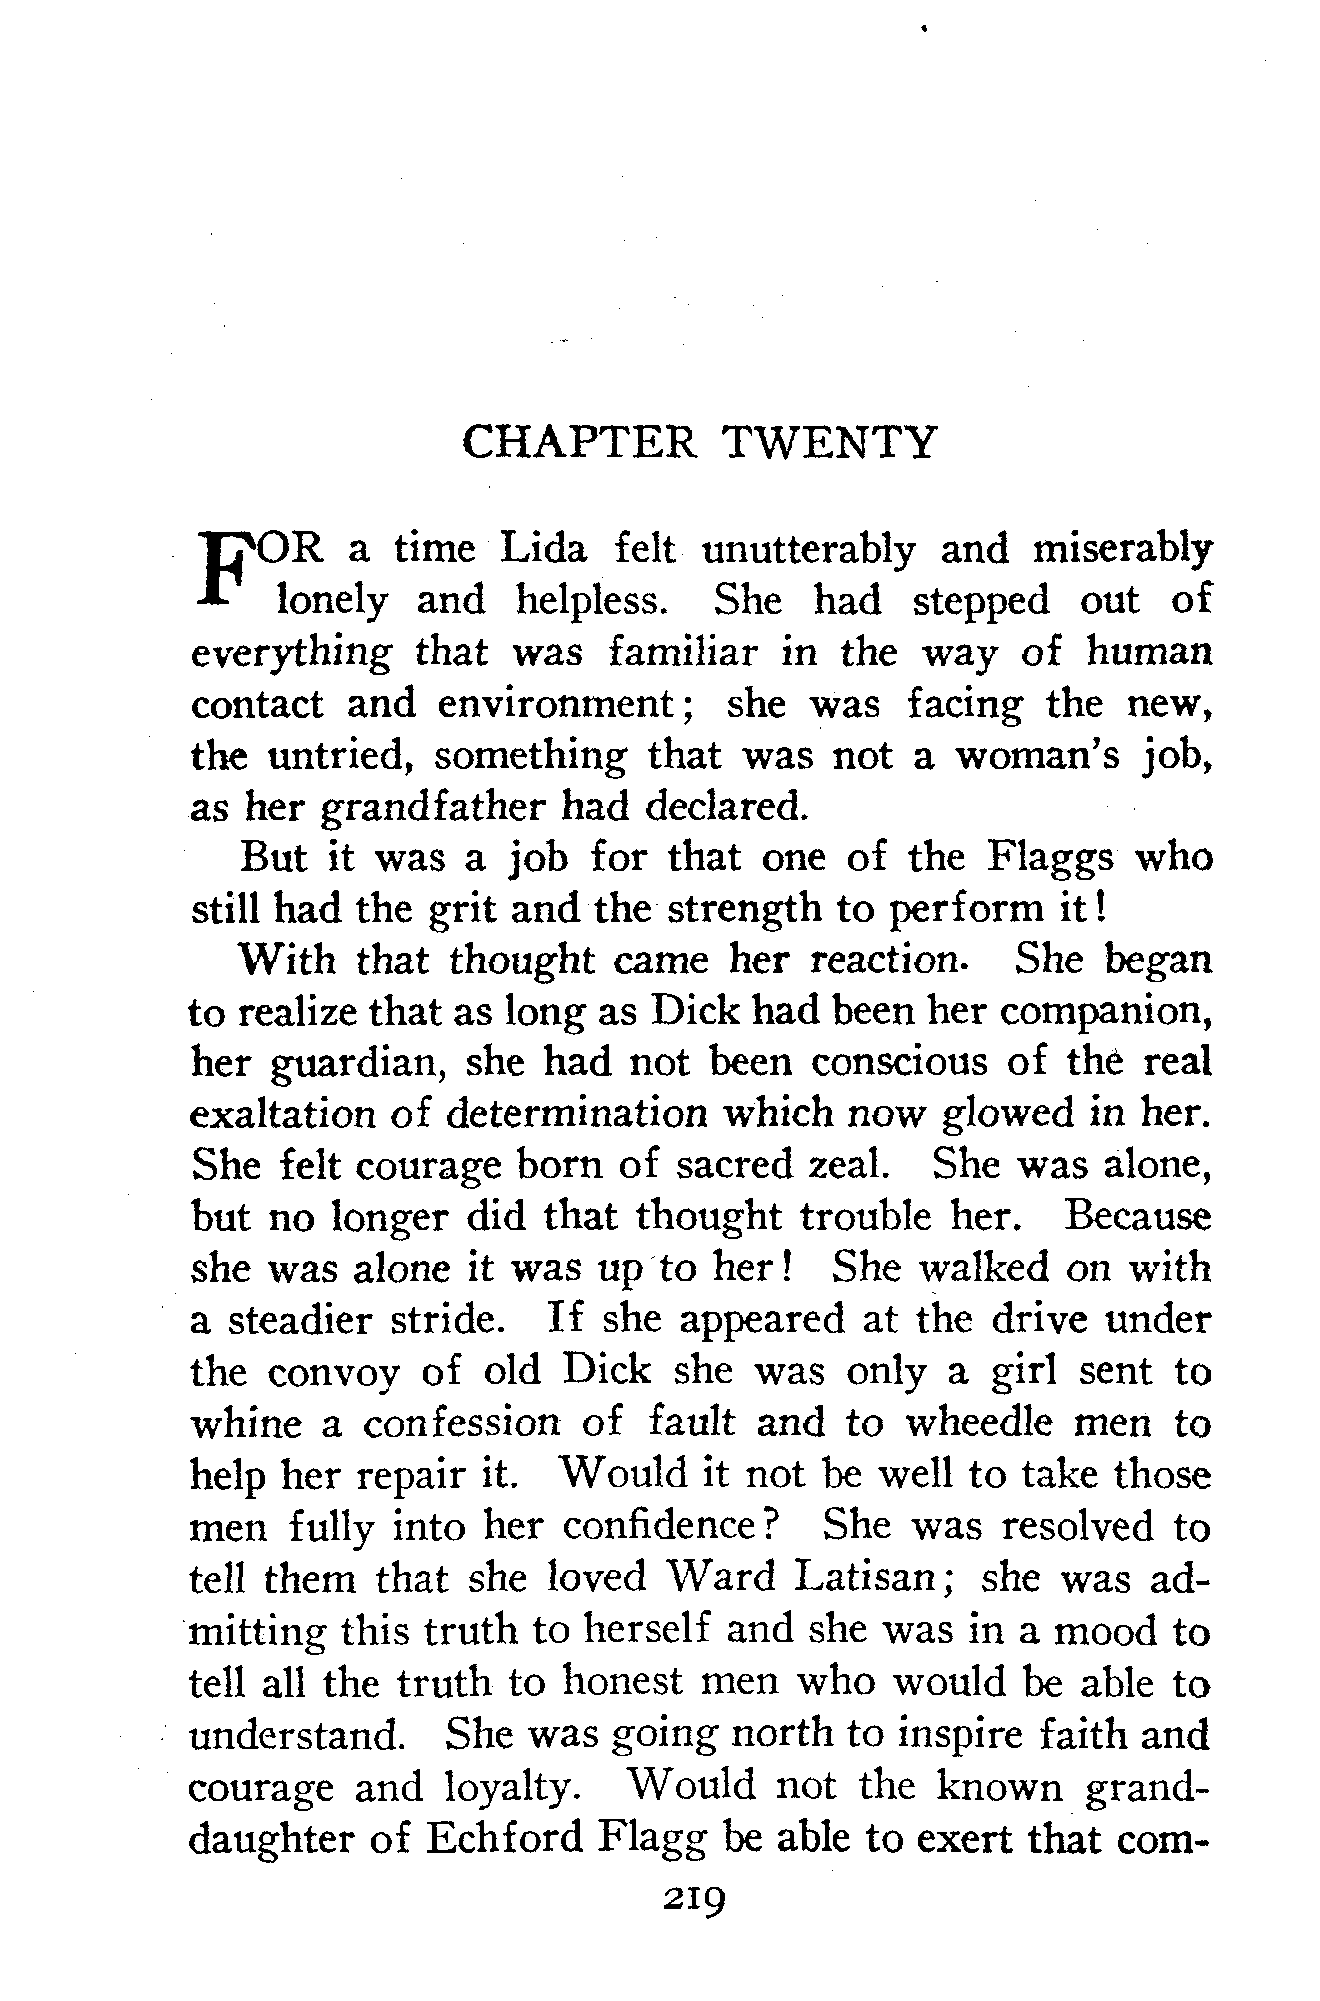 CHAPTER TWENTY
FOR a time Lida felt unutterably and miserably
lonely and helpless. She had stepped out of
everything that was familiar in the way of human
contact and environment; she was facing the new,
the untried, something that was not a woman's job,
as her grandfather had declared.
But it was a job for that one of the Flaggs who
still had the grit and the strength to perform it!
With that thought came her reaction. She began
to realize that as long as Dick had been her companion,
her guardian, she had not been conscious of the real
exaltation of determination which now glowed in her.
She felt courage born of sacred zeal. She was alone,
but no longer did that thought trouble her. Because
she was alone it was up to her! She walked on with
a steadier stride. If she appeared at the drive under
the convoy of old Dick she was only a girl sent to
whine a confession of fault and to wheedle men to
help her repair it. Would it not be well to take those
men fully into her confidence? She was resolved to
tell them that she loved Ward Latisan; she was ad-
mitting this truth to herself and she was in a mood to
tell all the truth to honest men who would be able to
understand. She was going north to inspire faith and
courage and loyalty. Would not the known grand-
daughter of Echford Flagg be able to exert that com-
219